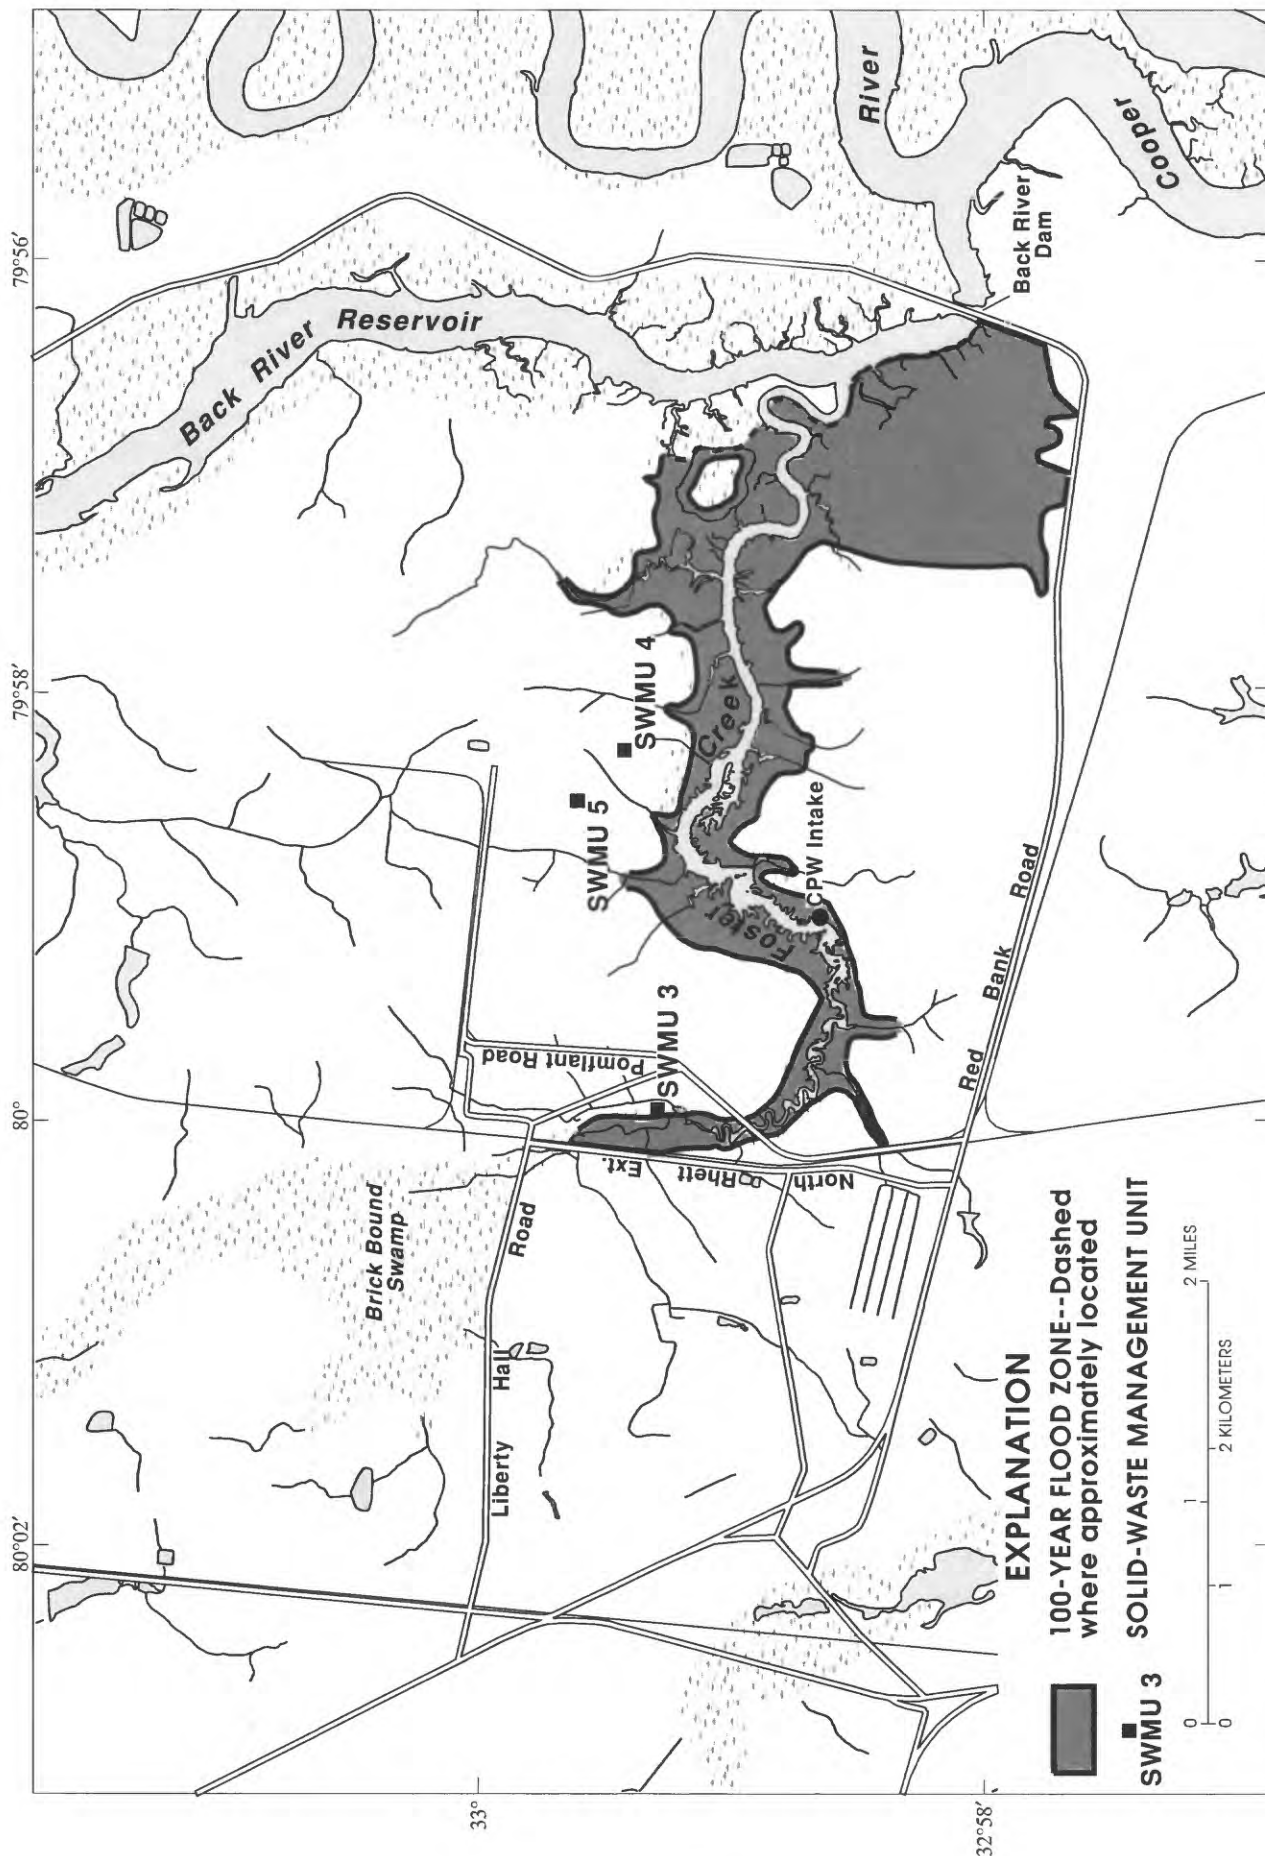 80°02'
80°
79°58'
79°56'
33°
32°58'
Back River Reservoir
River
Cooper
Back River
Dam
SWMU 4
SWMU 5
SWMU 3
Foster Creek
CPW Intake
Pomflant Road
Brick Bound
Swamp
Liberty Hall Road
North Rhett Ext.
Red Bank Road
EXPLANATION
100-YEAR FLOOD ZONE--Dashed
where approximately located
SWMU 3
SOLID-WASTE MANAGEMENT UNIT
0 1 2 MILES
0 1 2 KILOMETERS